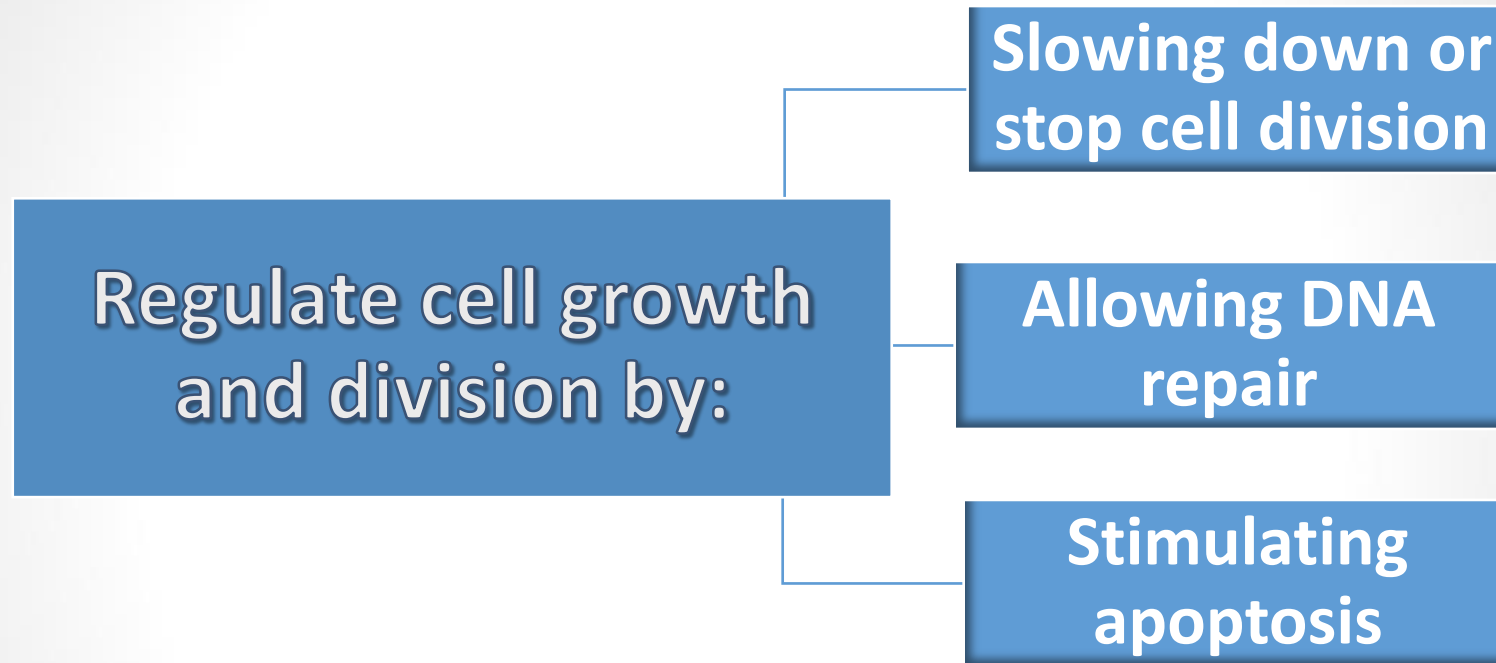 Regulate cell growth
and division by:
Slowing down or
stop cell division
Allowing DNA
repair
Stimulating
apoptosis